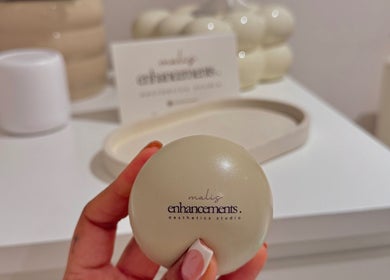 malis
enhancements.
aesthetics studio
malis
enhancements.
aesthetics studio